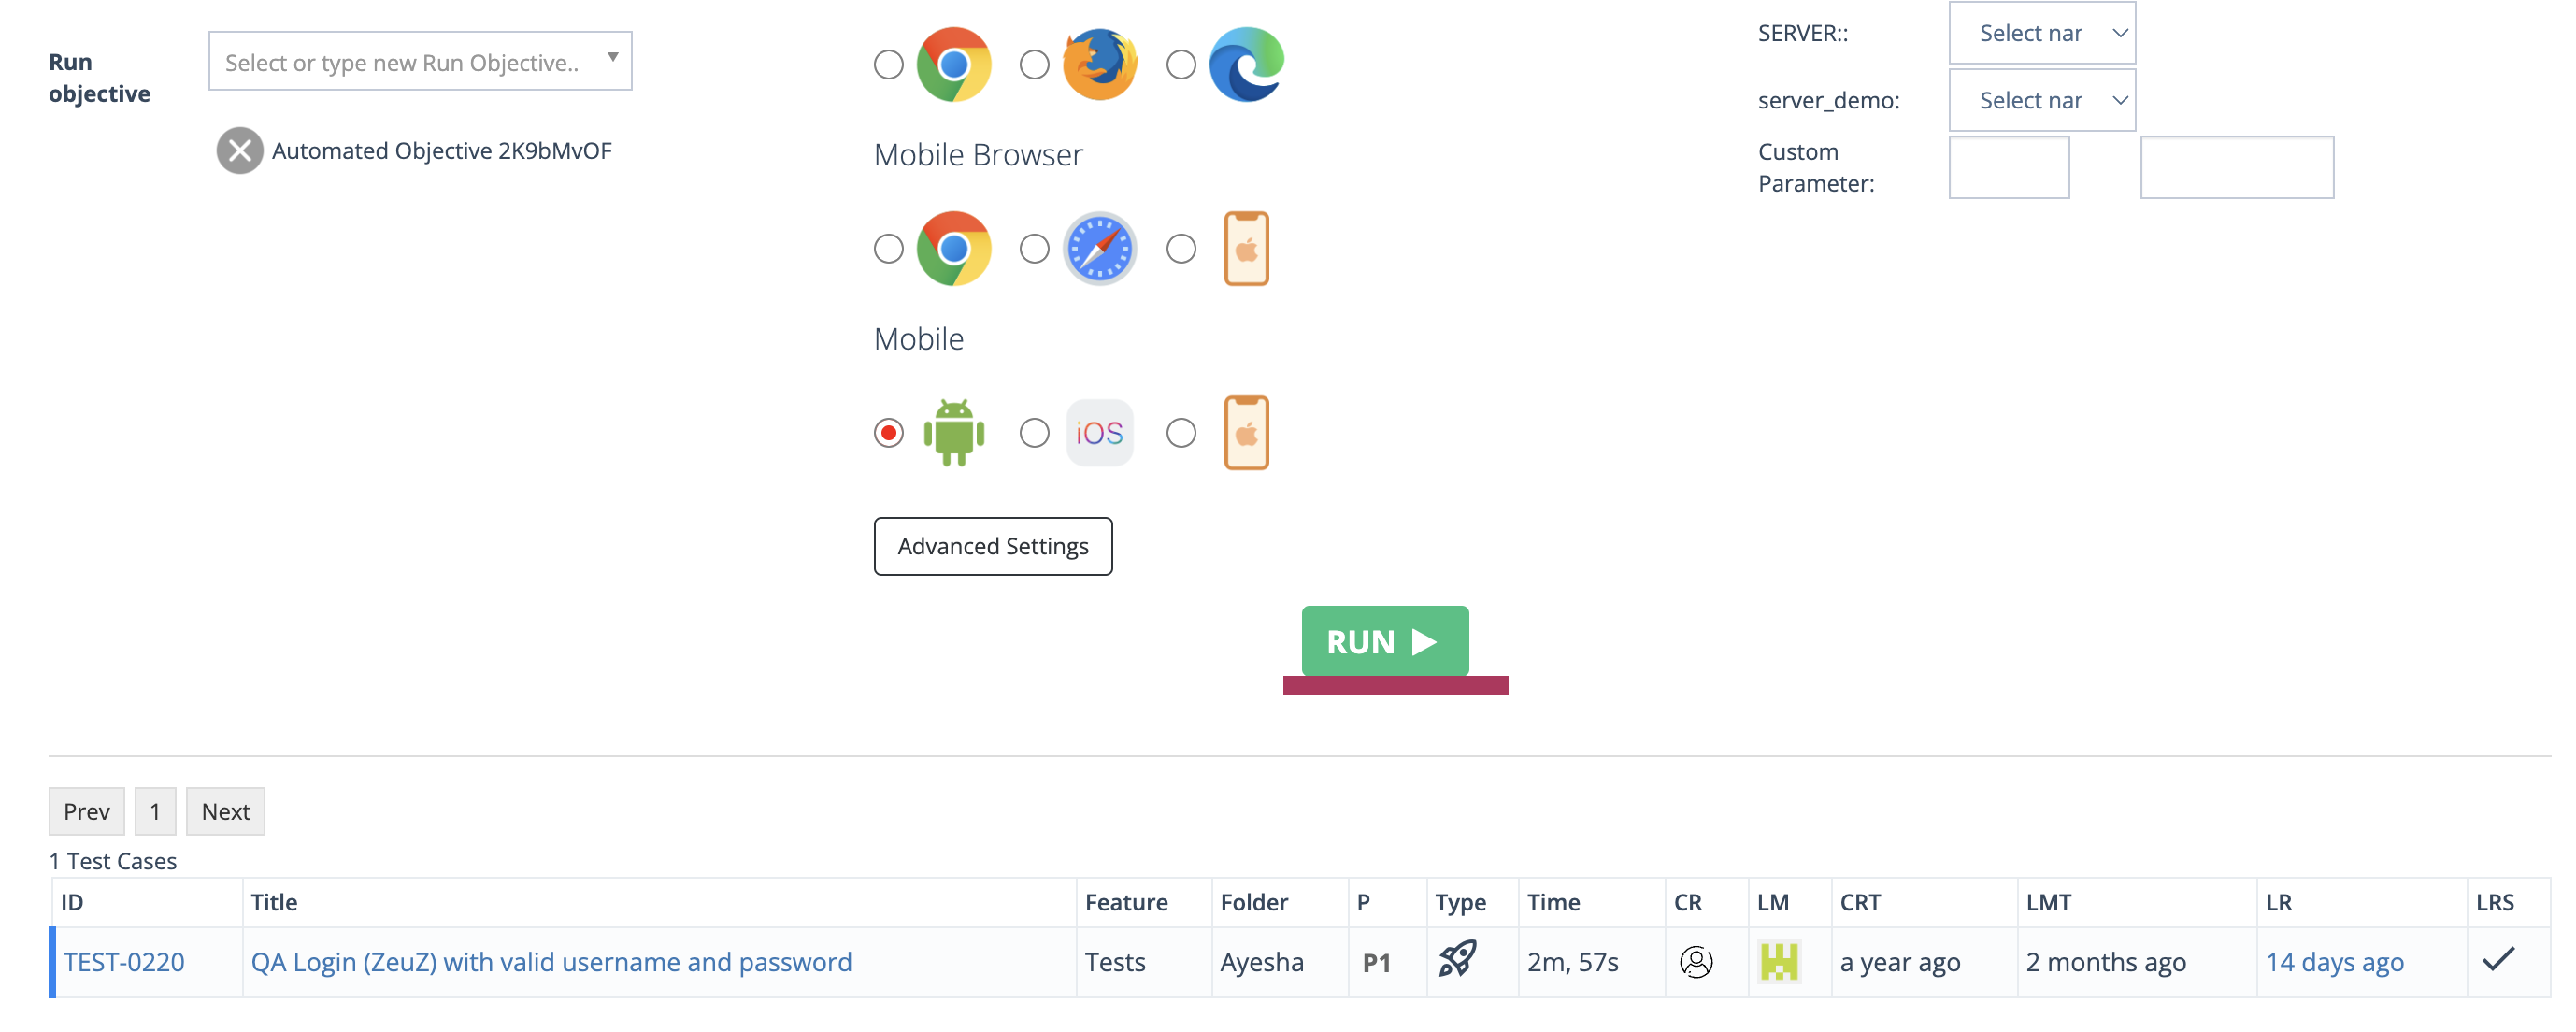 Run
objective
Select or type new Run Objective..
Automated Objective 2K9bMvOF
Mobile Browser
Mobile
iOS
Advanced Settings
SERVER::
Select nar
server_demo:
Select nar
Custom
Parameter:
RUN
Prev 1 Next
1 Test Cases
ID Title Feature Folder P Type Time CR LM CRT LMT LR LRS
TEST-0220 QA Login (ZeuZ) with valid username and password Tests Ayesha P1 2m, 57s a year ago 2 months ago 14 days ago